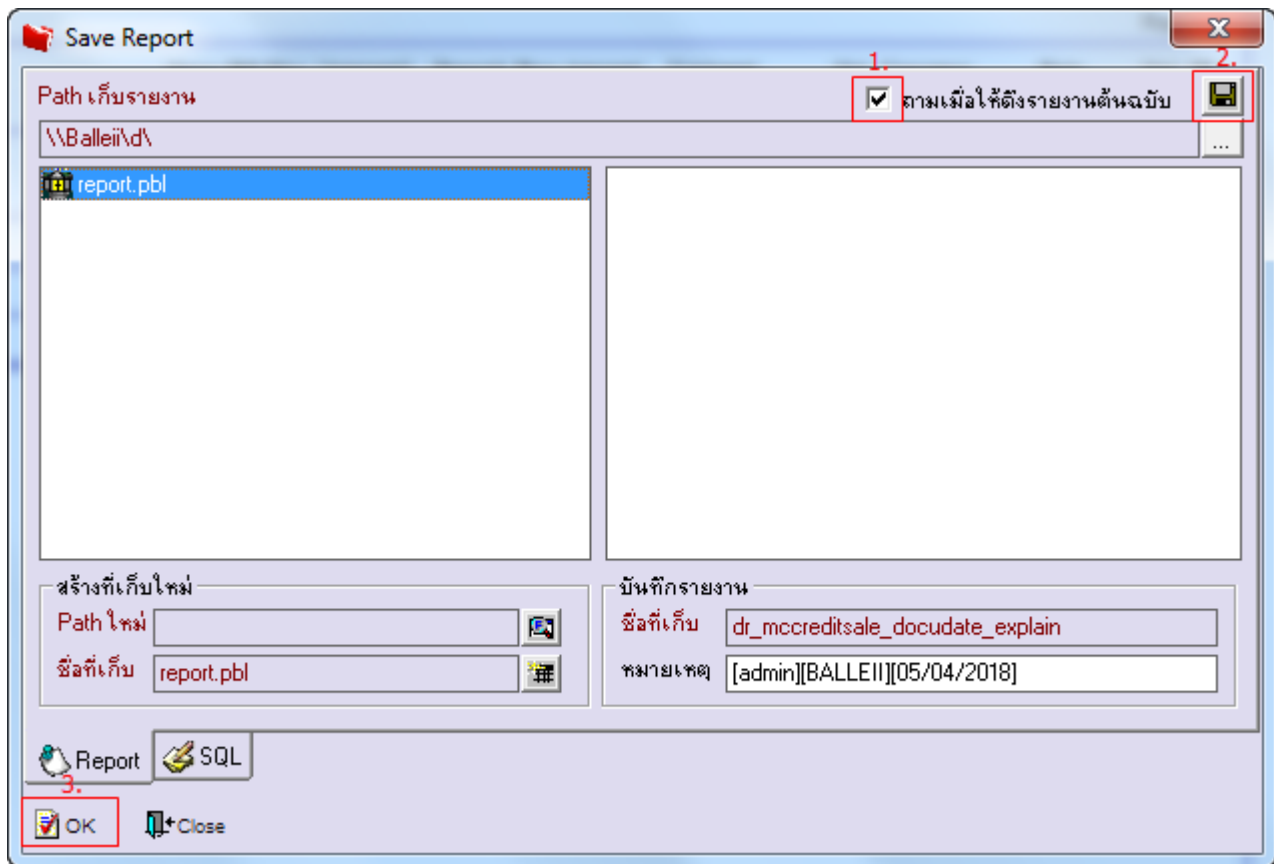 Save Report
1.
2.
Path เก็บรายงาน
ถามเมื่อให้ดึงรายงานต้นฉบับ
\\Balleii\d\
...
report.pbl
สร้างที่เก็บใหม่
Path ใหม่
ชื่อที่เก็บ report.pbl
บันทึกรายงาน
ชื่อที่เก็บ dr_mccreditsale_docudate_explain
หมายเหตุ [admin][BALLEII][05/04/2018]
Report SQL
3.
OK Close